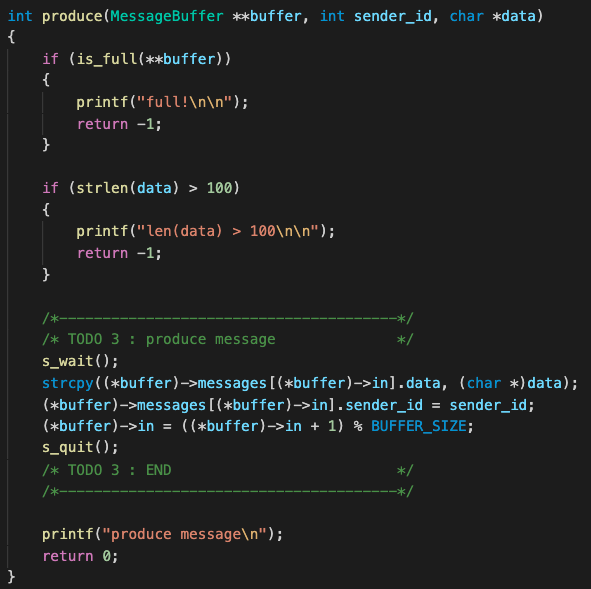 int produce(MessageBuffer **buffer, int sender_id, char *data)
{
    if (is_full(**buffer))
    {
        printf("full!\n\n");
        return -1;
    }

    if (strlen(data) > 100)
    {
        printf("len(data) > 100\n\n");
        return -1;
    }

    /*---------------------------------------*/
    /* TODO 3 : produce message              */
    s_wait();
    strcpy((*buffer)->messages[(*buffer)->in].data, (char *)data);
    (*buffer)->messages[(*buffer)->in].sender_id = sender_id;
    (*buffer)->in = ((*buffer)->in + 1) % BUFFER_SIZE;
    s_quit();
    /* TODO 3 : END                          */
    /*---------------------------------------*/

    printf("produce message\n");
    return 0;
}